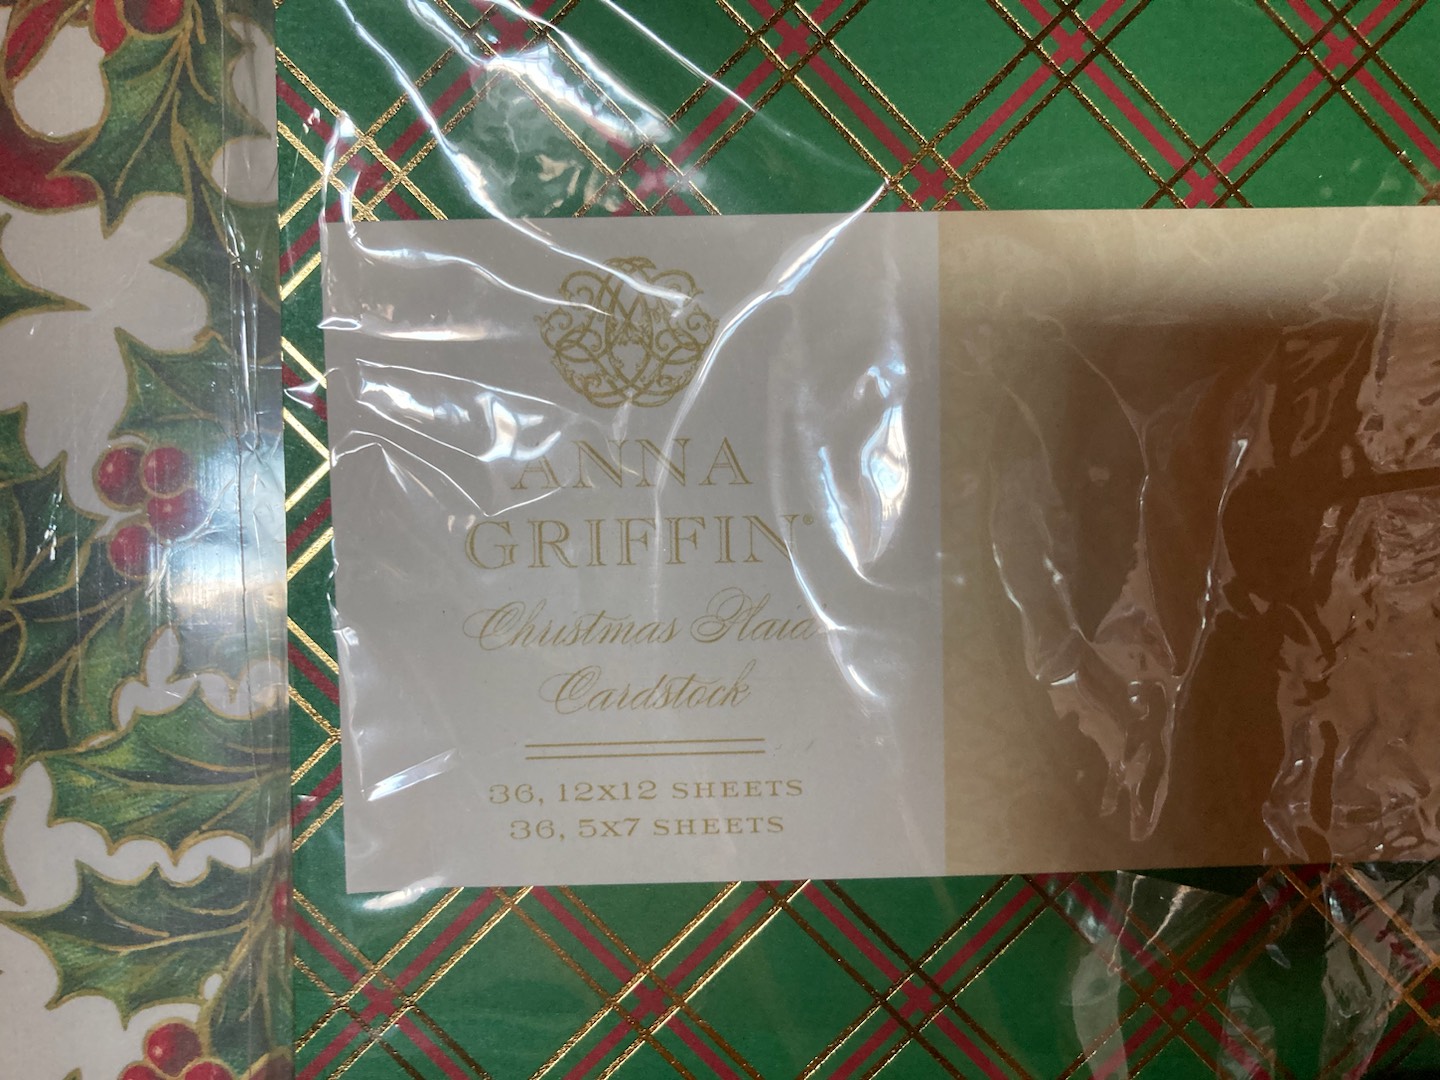 ANNA
GRIFFIN®
Christmas Plaid
Cardstock
36, 12x12 SHEETS
36, 5x7 SHEETS